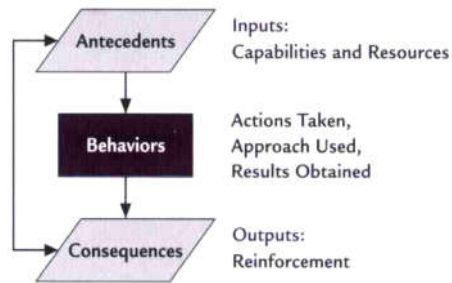 Antecedents
Inputs:
Capabilities and Resources
Behaviors
Actions Taken,
Approach Used,
Results Obtained
Consequences
Outputs:
Reinforcement